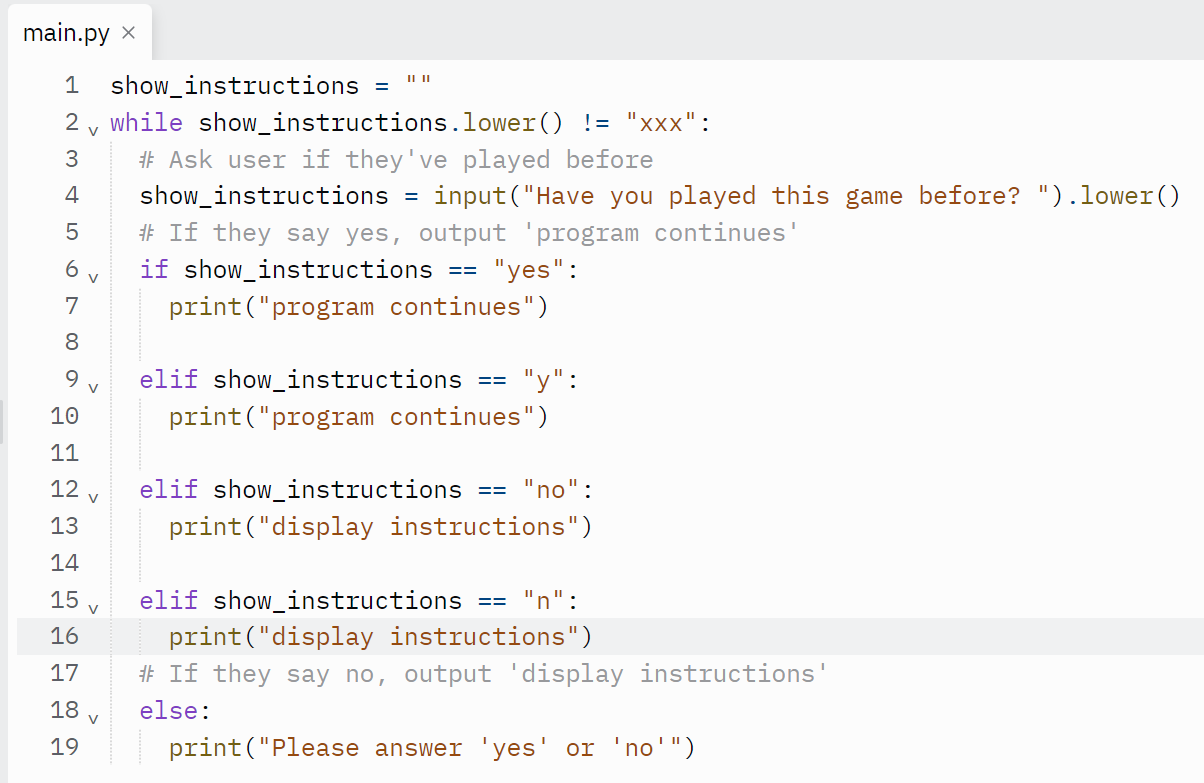 main.py ×
1 show_instructions = ""
2 while show_instructions.lower() != "xxx":
3 # Ask user if they've played before
4 show_instructions = input("Have you played this game before? ").lower()
5 # If they say yes, output 'program continues'
6 if show_instructions == "yes":
7 print("program continues")
8
9 elif show_instructions == "y":
10 print("program continues")
11
12 elif show_instructions == "no":
13 print("display instructions")
14
15 elif show_instructions == "n":
16 print("display instructions")
17 # If they say no, output 'display instructions'
18 else:
19 print("Please answer 'yes' or 'no'")